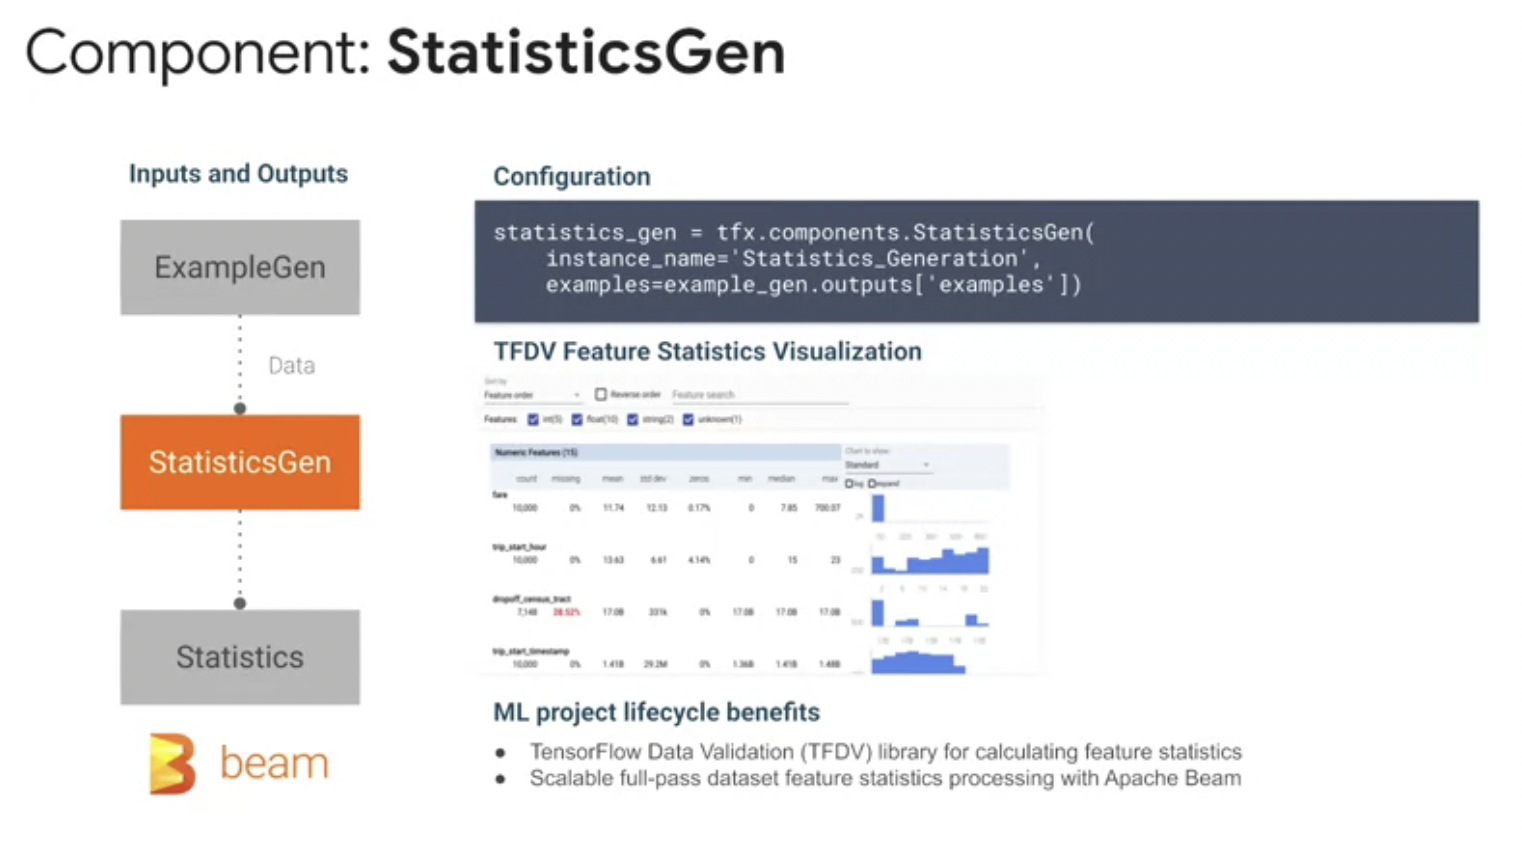 Component: StatisticsGen
Inputs and Outputs
ExampleGen
Data
StatisticsGen
Statistics
beam
Configuration
statistics_gen = tfx.components.StatisticsGen(
instance_name='Statistics_Generation',
examples=example_gen.outputs['examples'])
TFDV Feature Statistics Visualization
Sort by
Feature order
Reverse order
Feature search
Features: int(5) float(10) string(2) unknown(1)
Numeric Features (15)
Chart to show
Standard
log expand
count missing mean std dev zeros min median max
fare
10,000 0% 11.74 12.13 0.17% 0 7.85 700.07
trip_start_hour
10,000 0% 13.63 6.61 4.14% 0 15 23
dropoff_census_tract
7,148 28.52% 17.0B 331k 0% 17.0B 17.0B 17.0B
trip_start_timestamp
10,000 0% 1.41B 29.2M 0% 1.36B 1.41B 1.48B
ML project lifecycle benefits
● TensorFlow Data Validation (TFDV) library for calculating feature statistics
● Scalable full-pass dataset feature statistics processing with Apache Beam